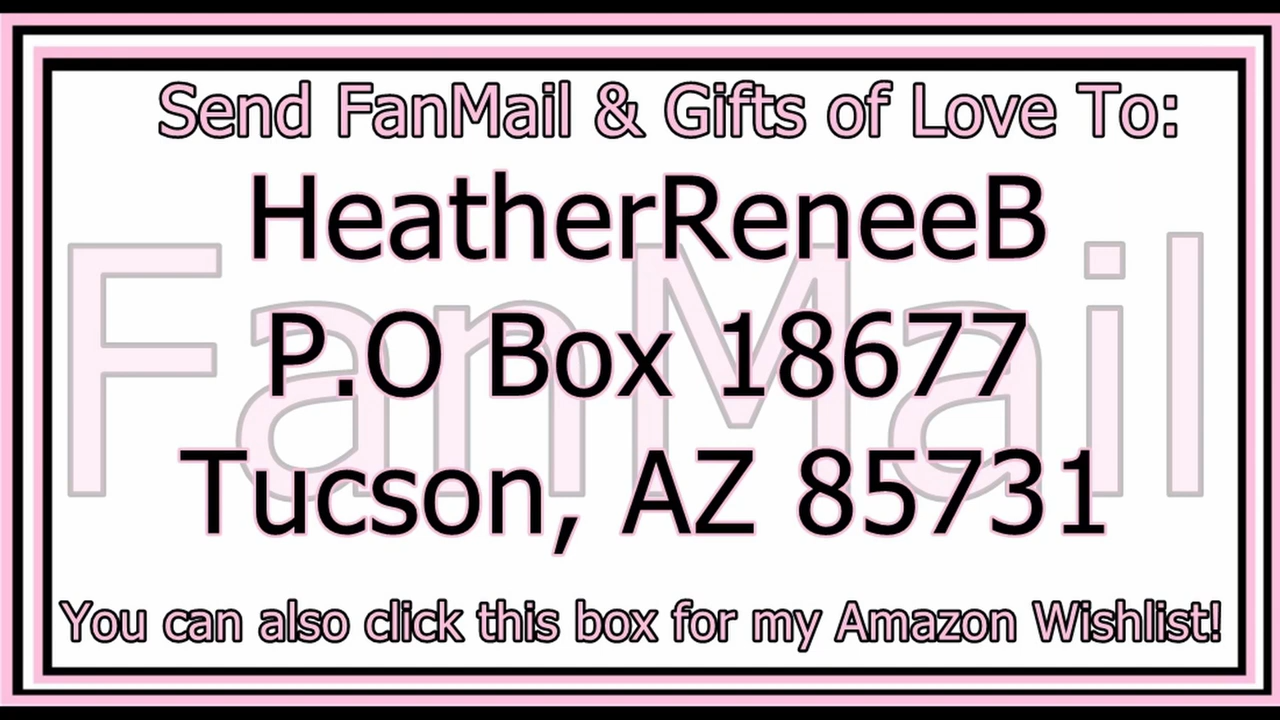 Send FanMail & Gifts of Love To:
HeatherReneeB
FanMail
P.O Box 18677
Tucson, AZ 85731
You can also click this box for my Amazon Wishlist!